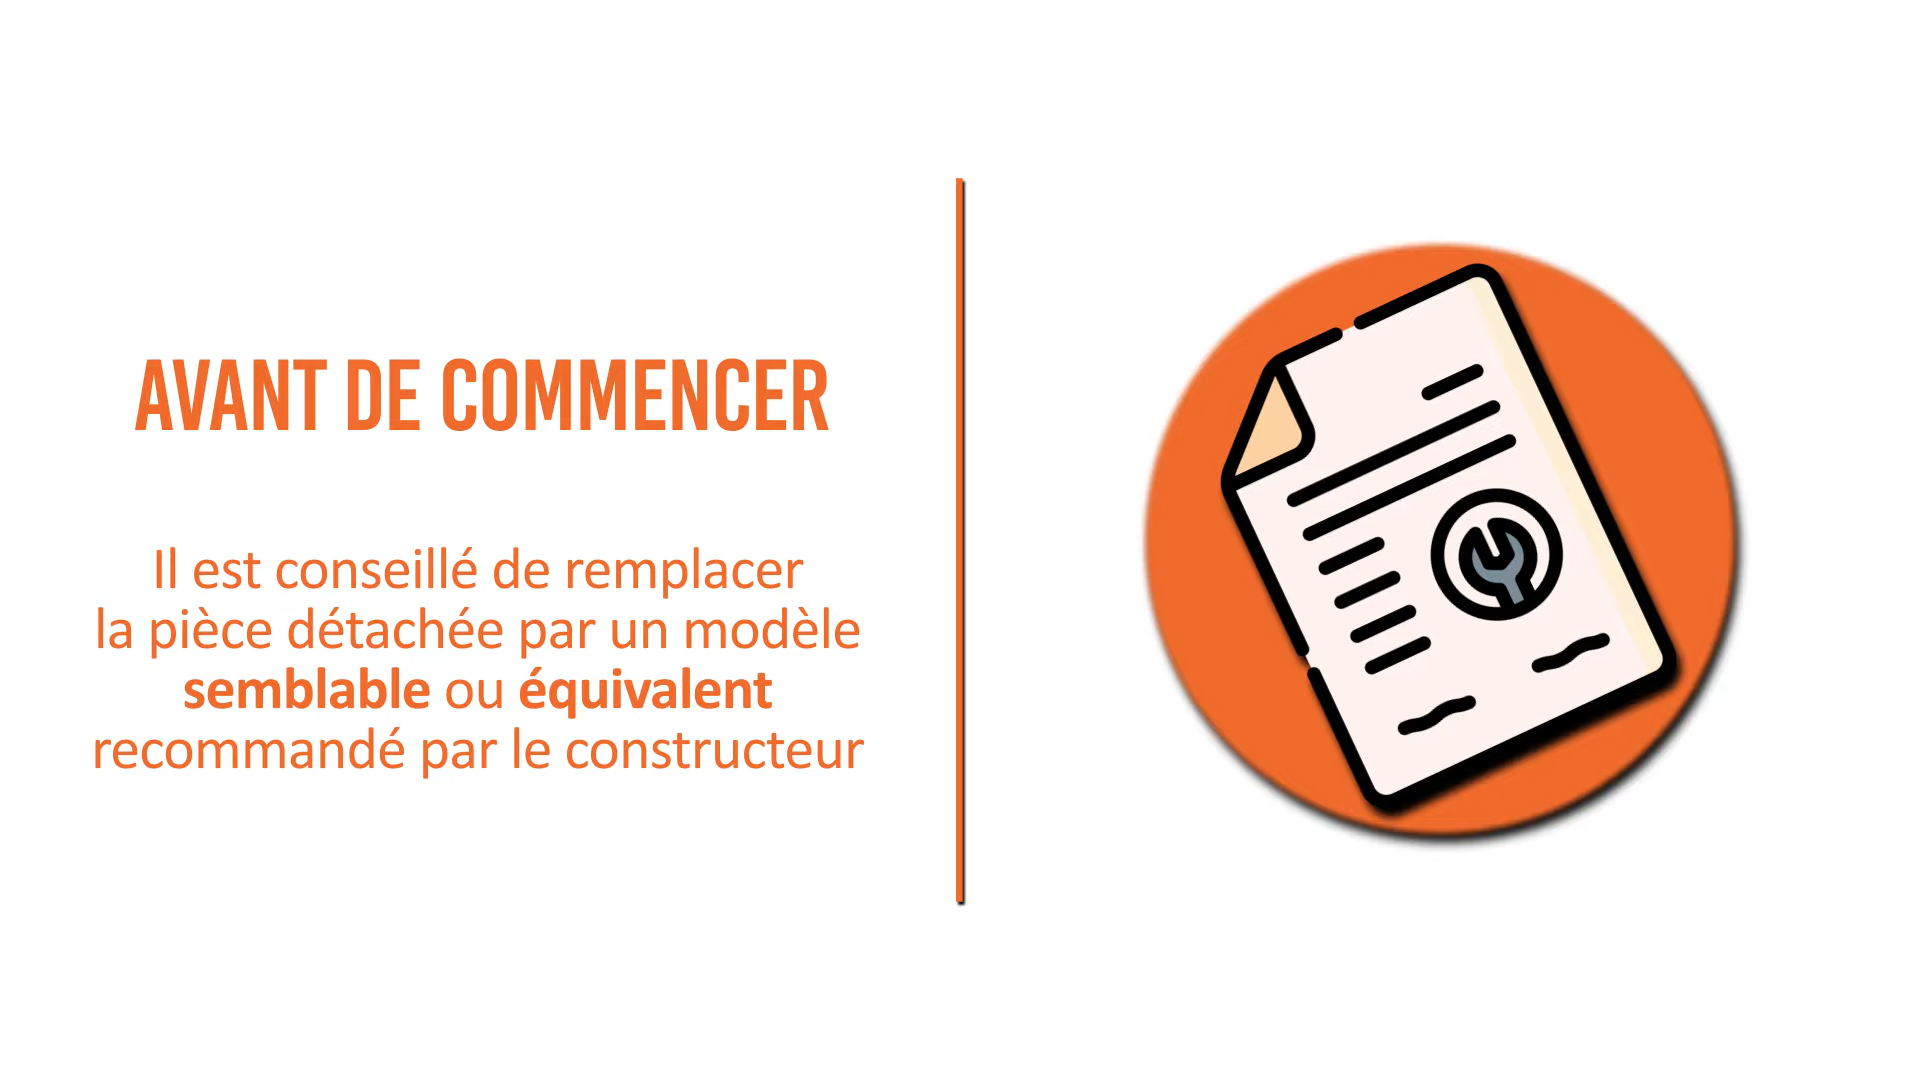 AVANT DE COMMENCER
Il est conseillé de remplacer
la pièce détachée par un modèle
semblable ou équivalent
recommandé par le constructeur